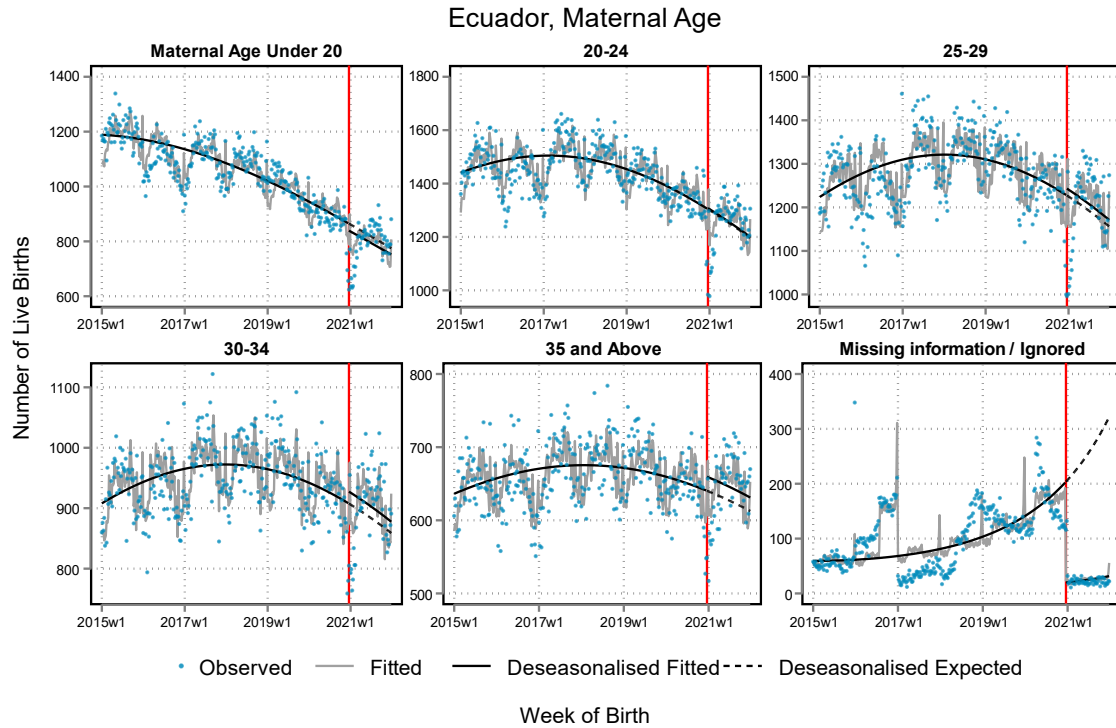 Ecuador, Maternal Age
Number of Live Births
Maternal Age Under 20
1400
1200
1000
800
600
2015w1 2017w1 2019w1 2021w1
20-24
1800
1600
1400
1200
1000
2015w1 2017w1 2019w1 2021w1
25-29
1500
1400
1300
1200
1100
1000
2015w1 2017w1 2019w1 2021w1
30-34
1100
1000
900
800
2015w1 2017w1 2019w1 2021w1
35 and Above
800
700
600
500
2015w1 2017w1 2019w1 2021w1
Missing information / Ignored
400
300
200
100
0
2015w1 2017w1 2019w1 2021w1
Observed Fitted Deseasonalised Fitted Deseasonalised Expected
Week of Birth